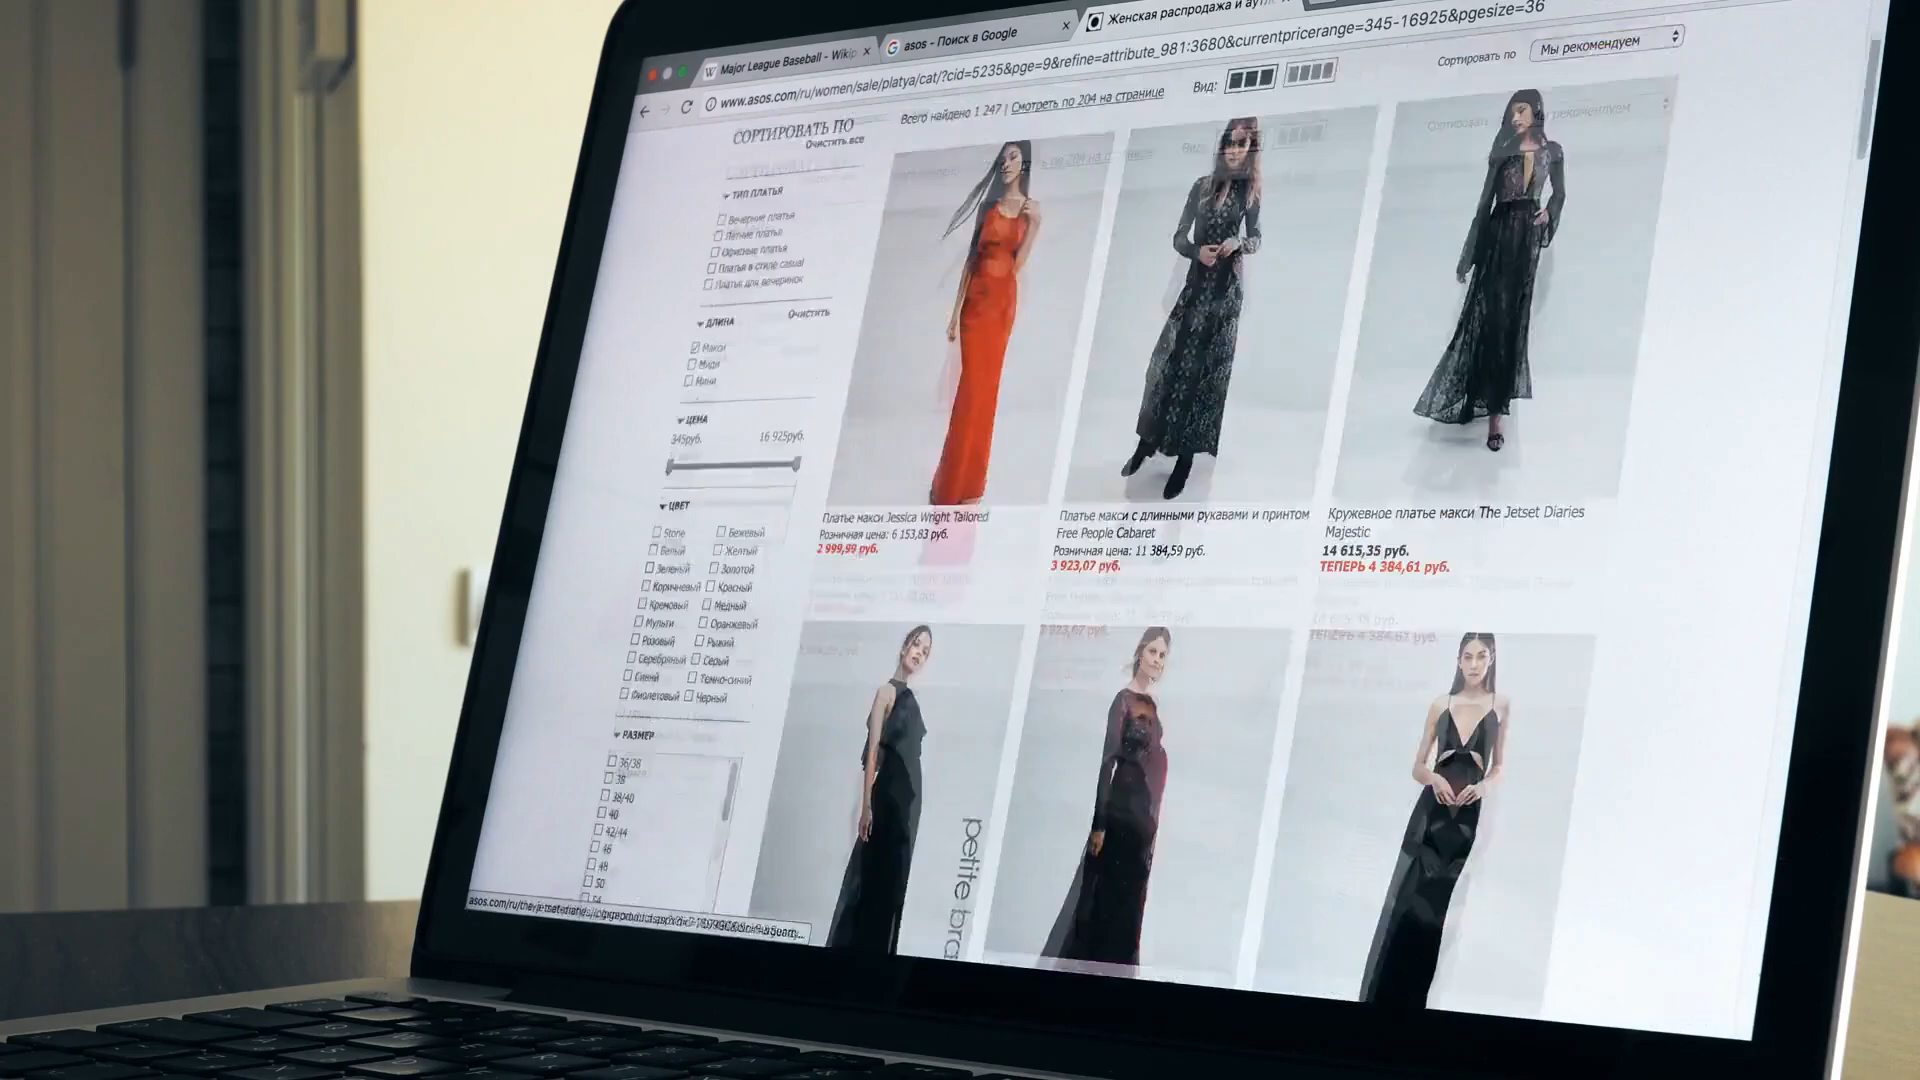 Major League Baseball - Wikip
asos - Поиск в Google
Женская распродажа и аутл
www.asos.com/ru/women/sale/platya/cat/?cid=5235&pge=9&refine=attribute_981:3680&currentpricerange=345-16925&pgesize=36
СОРТИРОВАТЬ ПО
Очистить все
Всего найдено 1 247 | Смотреть по 204 на странице
Вид:
Сортировать по
Мы рекомендуем
ТИП ПЛАТЬЯ
Вечерние платья
Летние платья
Офисные платья
Платья в стиле casual
Платья для вечеринок
ДЛИНА
Очистить
Макси
Миди
Мини
ЦЕНА
345руб.
16 925руб.
ЦВЕТ
Stone
Бежевый
Белый
Желтый
Зеленый
Золотой
Коричневый
Красный
Кремовый
Медный
Мульти
Оранжевый
Розовый
Рыжий
Серебряный
Серый
Синий
Темно-синий
Фиолетовый
Черный
РАЗМЕР
36/38
38
38/40
40
42/44
46
48
50
54
Платье макси Jessica Wright Tailored
Розничная цена: 6 153,83 руб.
2 999,99 руб.
Платье макси с длинными рукавами и принтом
Free People Cabaret
Розничная цена: 11 384,59 руб.
3 923,07 руб.
Кружевное платье макси The Jetset Diaries
Majestic
14 615,35 руб.
ТЕПЕРЬ 4 384,61 руб.
petite bra
asos.com/ru/the